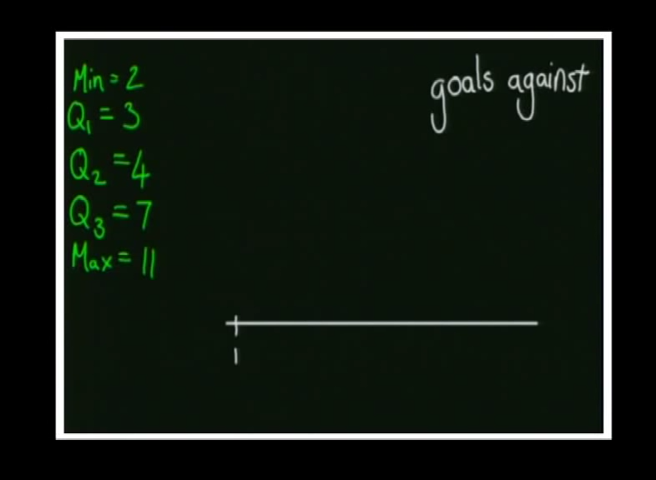 goals against
Min = 2
Q₁ = 3
Q₂ = 4
Q₃ = 7
Max = 11
1